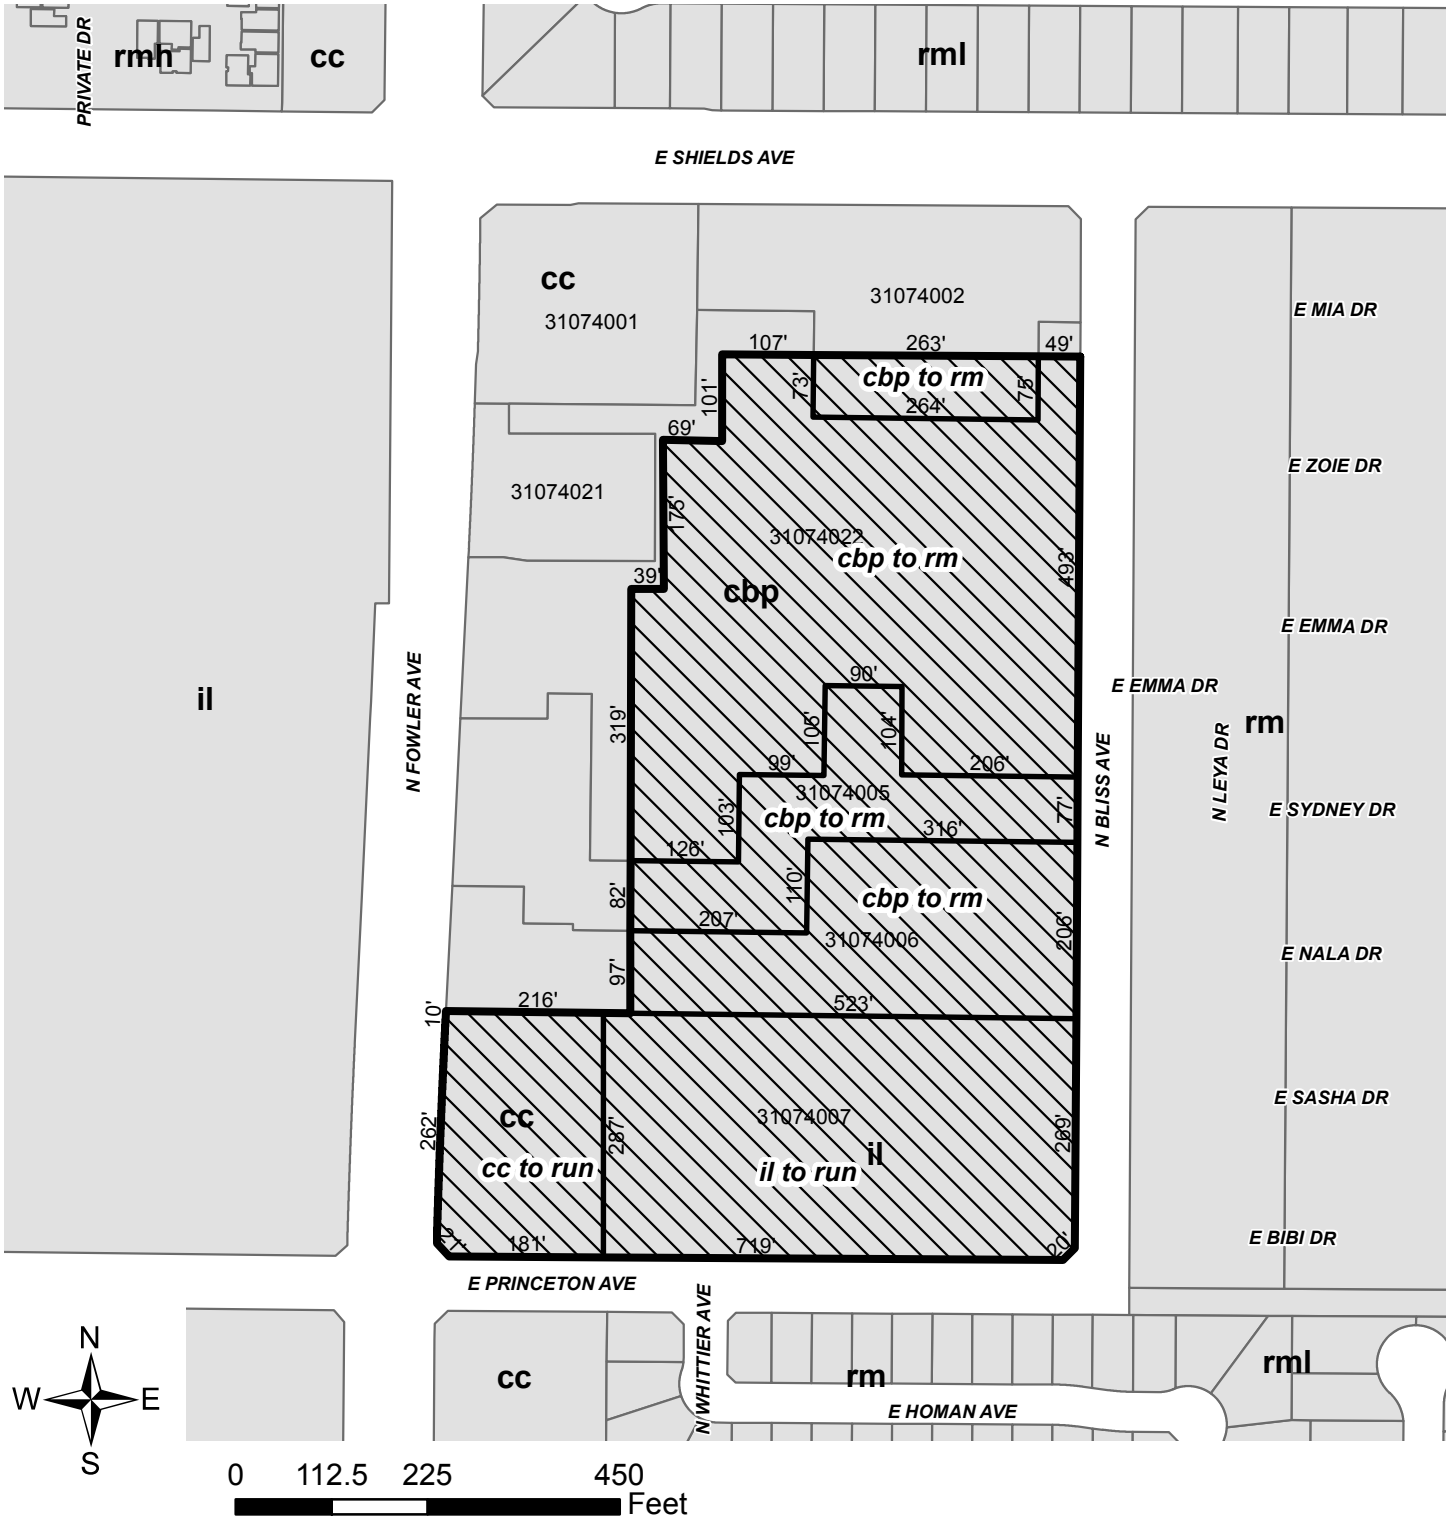 PRIVATE DR
rmh
cc
rml
E SHIELDS AVE
cc
31074001
31074002
E MIA DR
107'
263'
49'
cbp to rm
101'
73'
75'
264'
69'
E ZOIE DR
31074021
175'
31074022
cbp to rm
493'
39'
cbp
E EMMA DR
il
N FOWLER AVE
319'
90'
E EMMA DR
105'
104'
rm
N LEYA DR
N BLISS AVE
99'
206'
31074005
cbp to rm
103'
77'
E SYDNEY DR
316'
126'
82'
110'
cbp to rm
207'
31074006
206'
E NALA DR
97'
10'
216'
523'
262'
cc
287'
31074007
269'
E SASHA DR
cc to run
il
il to run
21'
181'
719'
20'
E BIBI DR
E PRINCETON AVE
N WHITTIER AVE
cc
rm
rml
E HOMAN AVE
N
W
E
S
0 112.5 225 450
Feet